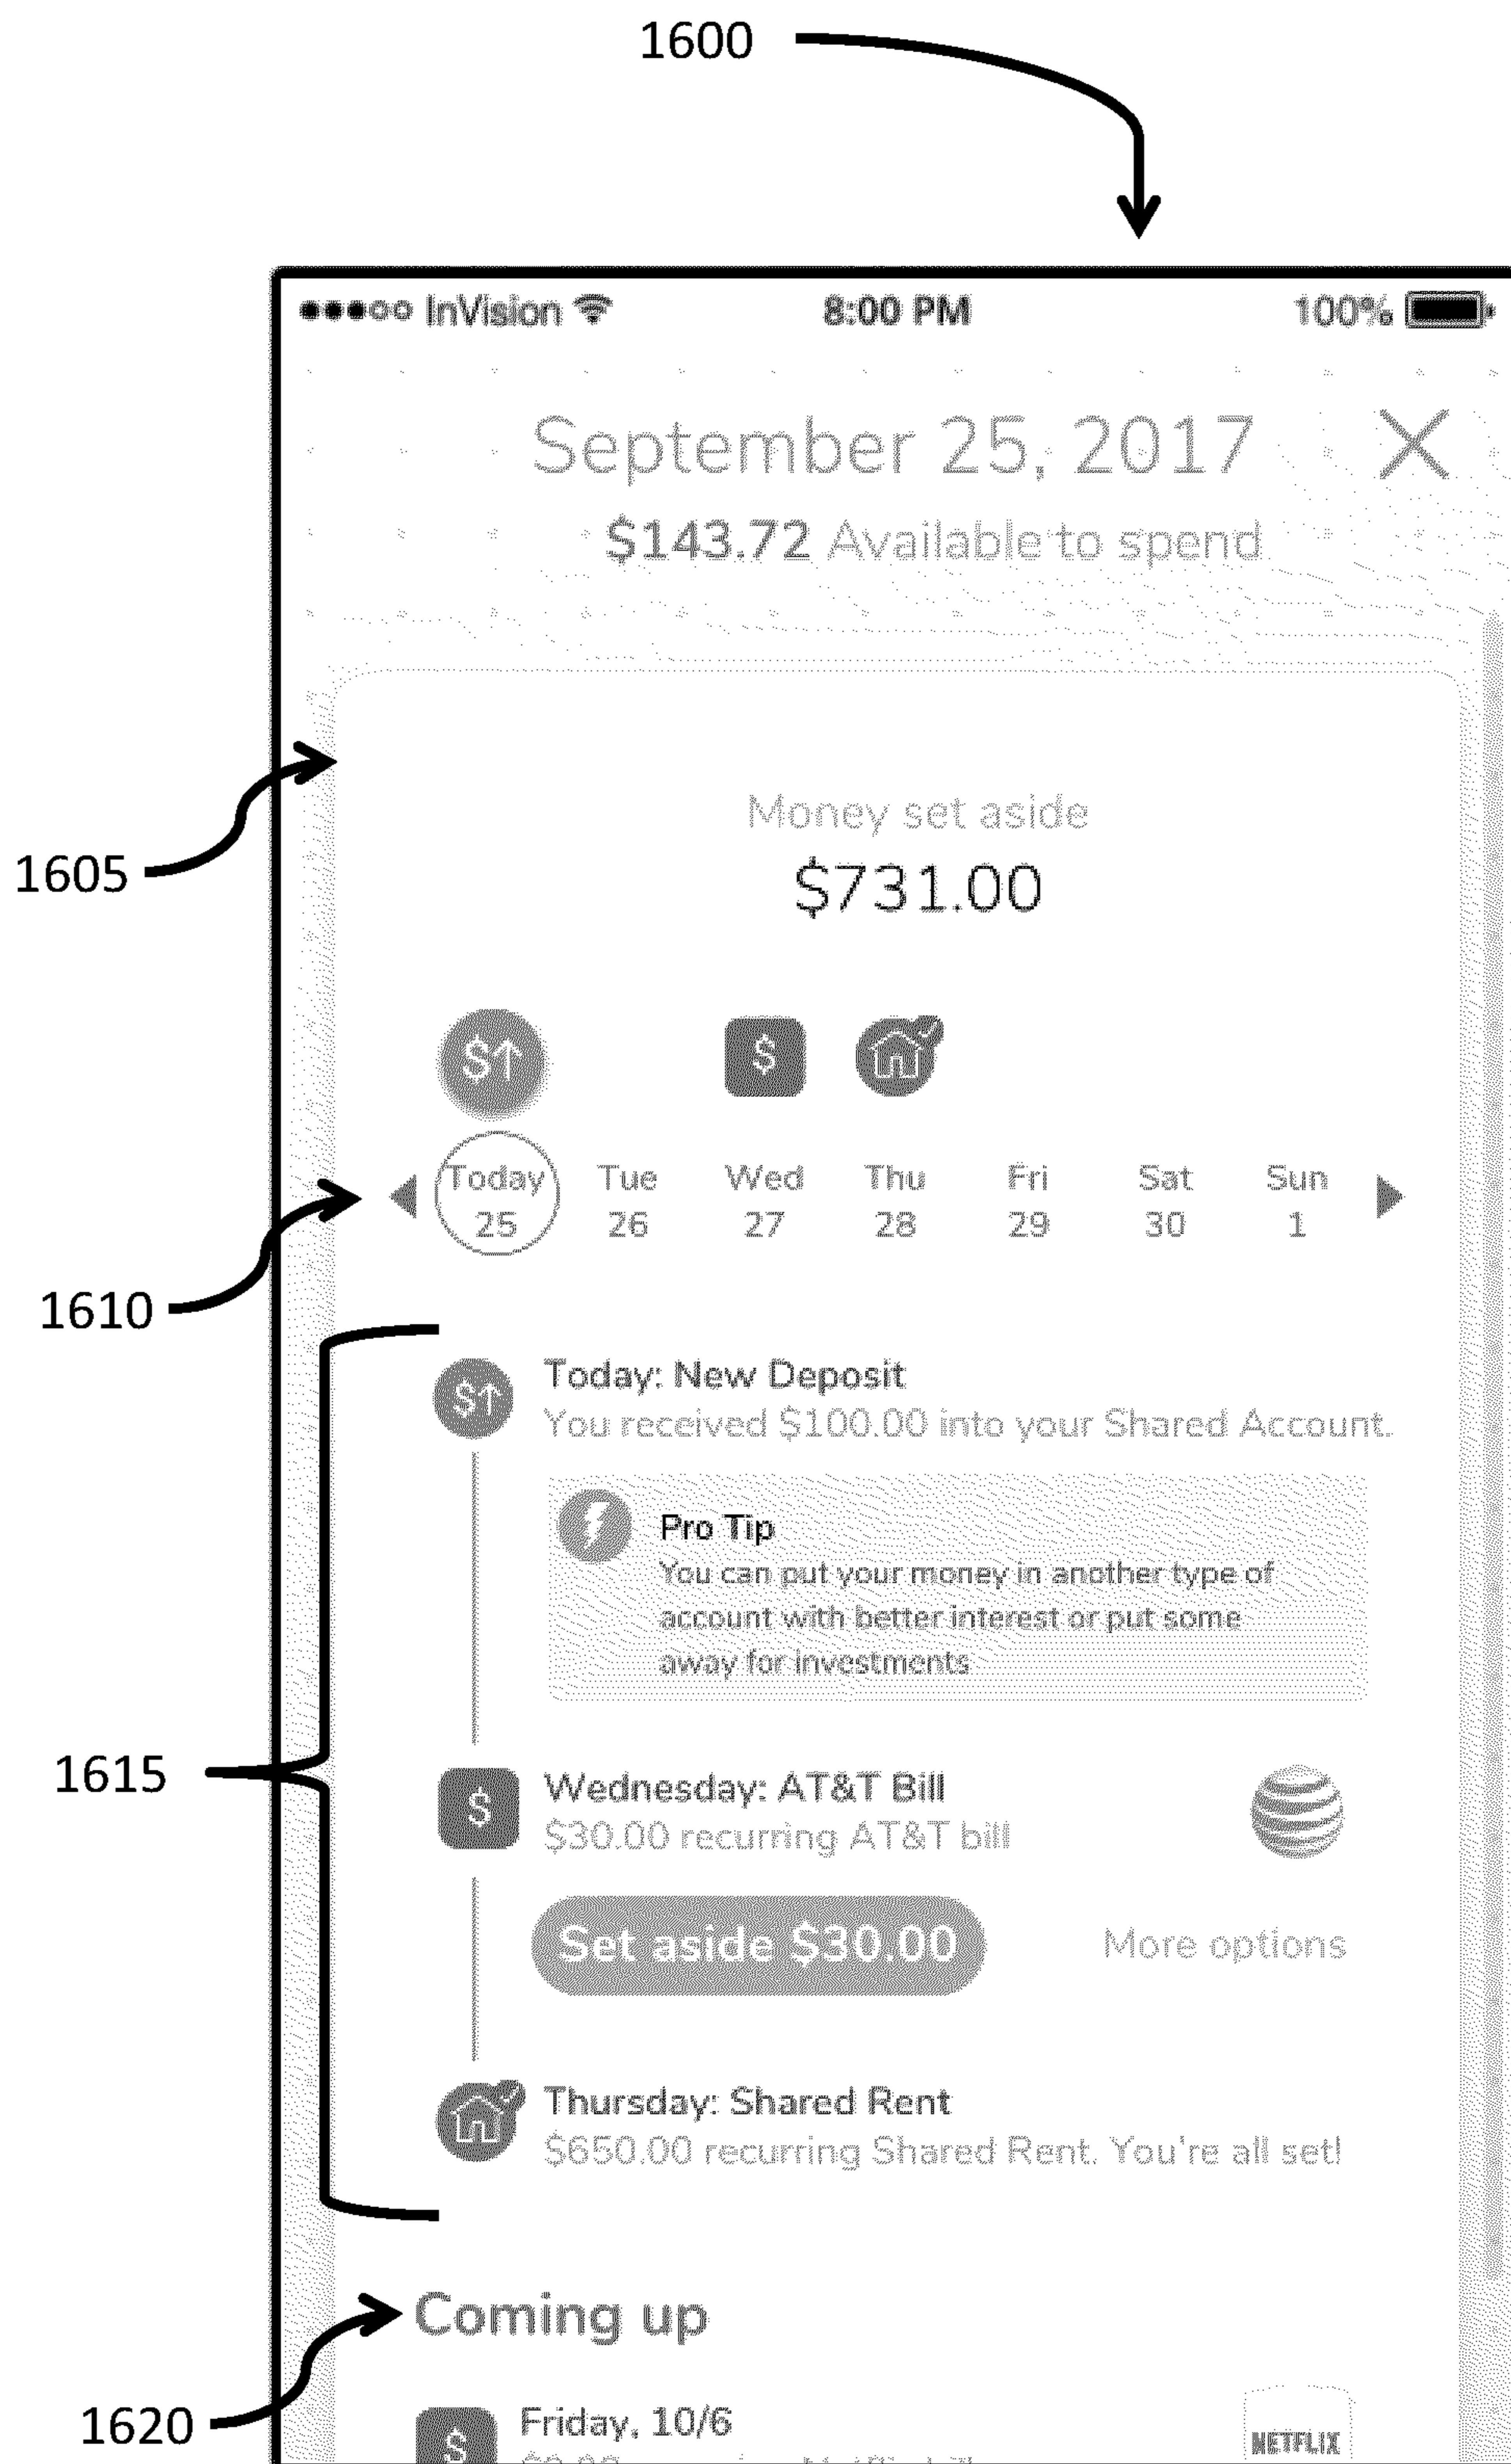 1600
InVision 8:00 PM 100%
September 25, 2017
$143.72 Available to spend
1605
Money set aside
$731.00
$↑ $
Today Tue Wed Thu Fri Sat Sun
25 26 27 28 29 30 1
1610
$↑ Today: New Deposit
You received $100.00 into your Shared Account.
Pro Tip
You can put your money in another type of
account with better interest or put some
away for investments
1615
$ Wednesday: AT&T Bill
$30.00 recurring AT&T bill
Set aside $30.00 More options
Thursday: Shared Rent
$650.00 recurring Shared Rent. You're all set!
1620
Coming up
$ Friday, 10/6
NETFLIX